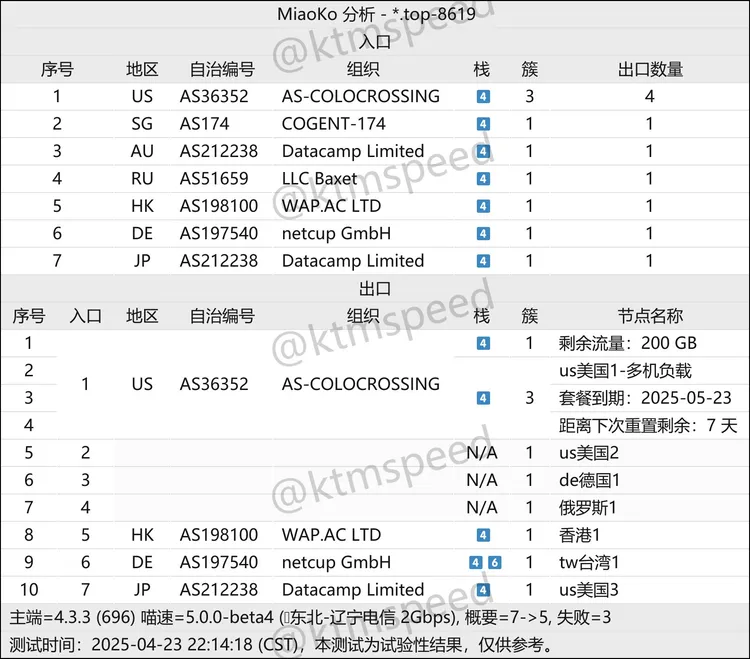 MiaoKo 分析 - *.top-8619
入口
序号 地区 自治编号 组织 栈 簇 出口数量
1 US AS36352 AS-COLOCROSSING 4 3 4
2 SG AS174 COGENT-174 4 1 1
3 AU AS212238 Datacamp Limited 4 1 1
4 RU AS51659 LLC Baxet 4 1 1
5 HK AS198100 WAP.AC LTD 4 1 1
6 DE AS197540 netcup GmbH 4 1 1
7 JP AS212238 Datacamp Limited 4 1 1
出口
序号 入口 地区 自治编号 组织 栈 簇 节点名称
1 4 1 剩余流量：200 GB
2 us美国1-多机负载
1 US AS36352 AS-COLOCROSSING
3 4 3 套餐到期：2025-05-23
4 距离下次重置剩余：7 天
5 2 N/A 1 us美国2
6 3 N/A 1 de德国1
7 4 N/A 1 俄罗斯1
8 5 HK AS198100 WAP.AC LTD 4 1 香港1
9 6 DE AS197540 netcup GmbH 4 6 1 tw台湾1
10 7 JP AS212238 Datacamp Limited 4 1 us美国3
主端=4.3.3 (696) 喵速=5.0.0-beta4 (东北-辽宁电信 2Gbps), 概要=7->5, 失败=3
测试时间：2025-04-23 22:14:18 (CST)，本测试为试验性结果，仅供参考。
@ktmspeed
@ktmspeed
@ktmspeed
@ktmspeed
@ktmspeed